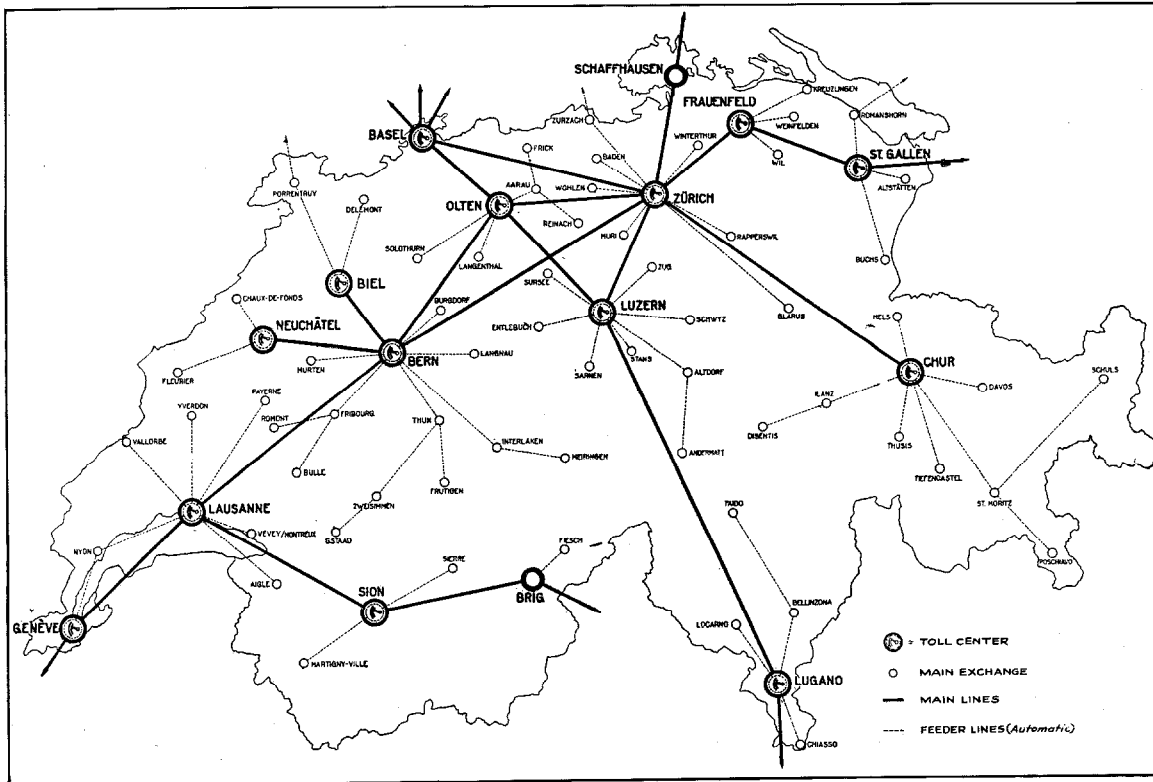 SCHAFFHAUSEN
KREUZLINGEN
FRAUENFELD
ROMANSHORN
ZURZACH
WEINFELDEN
BASEL
WINTERTHUR
FRICK
WIL
ST. GALLEN
BADEN
ALTSTÄTTEN
PORRENTRUY
AARAU
WOHLEN
ZÜRICH
DELEMONT
OLTEN
REINACH
MURI
RAPPERSWIL
SOLOTHURN
LANGENTHAL
BUCHS
ZUG
SURSEE
BIEL
CHAUX-DE-FONDS
BURGDORF
LUZERN
SCHWYZ
GLARUS
MELS
NEUCHÂTEL
ENTLEBUCH
BERN
LANGNAU
STANS
MURTEN
SARNEN
ALTDORF
CHUR
FLEURIER
DAVOS
SCHULS
PAYERNE
ILANZ
YVERDON
ROMONT
FRIBOURG
THUN
DISENTIS
THUSIS
VALLORBE
INTERLAKEN
ANDERMATT
BULLE
MEIRINGEN
TIEFENCASTEL
FRUTIGEN
ZWEISIMMEN
ST. MORITZ
LAUSANNE
GSTAAD
VEVEY/MONTREUX
NYON
FIESCH
POSCHIAVO
SIERRE
AIGLE
SION
BRIG
BELLINZONA
GENÈVE
LOCARNO
MARTIGNY-VILLE
LUGANO
CHIASSO
= TOLL CENTER
MAIN EXCHANGE
MAIN LINES
FEEDER LINES (Automatic)